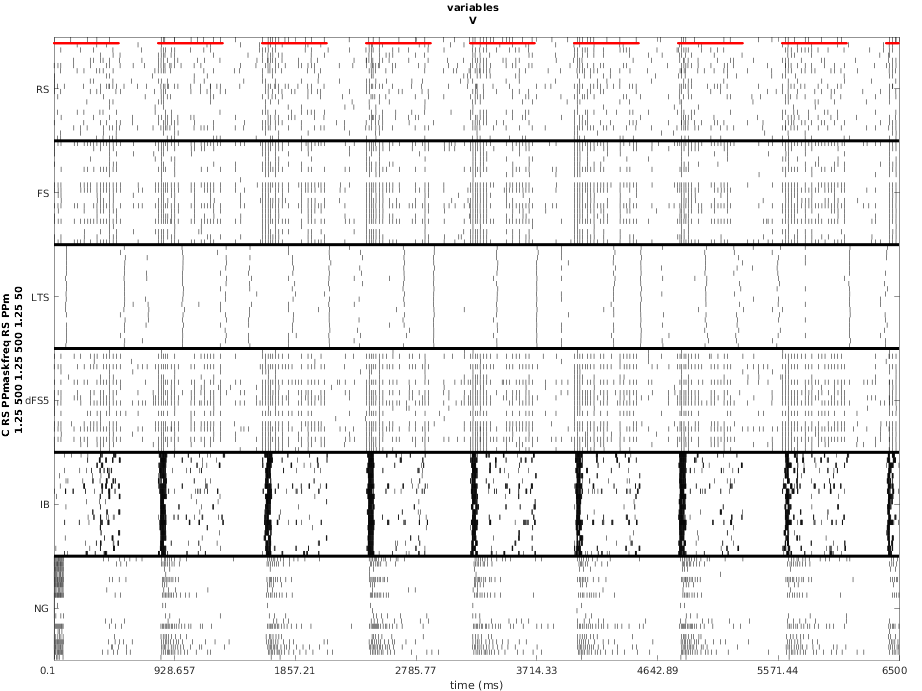 variables
V
RS
FS
LTS
dFS5
IB
NG
C RS PPmaskfreq RS PPm
1.25 500 1.25 500 1.25 50
0.1 928.657 1857.21 2785.77 3714.33 4642.89 5571.44 6500
time (ms)